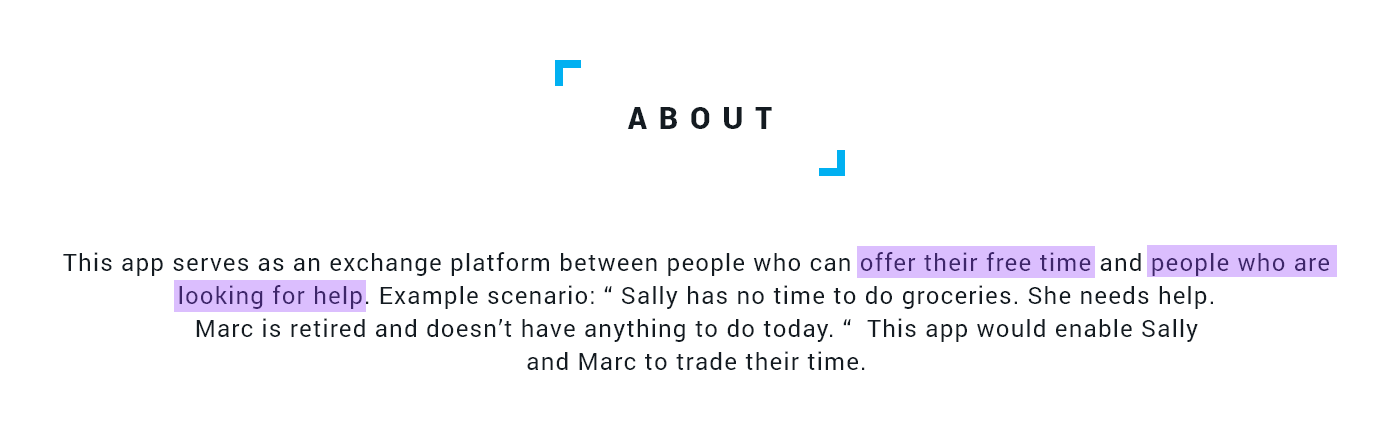 ABOUT
This app serves as an exchange platform between people who can offer their free time and people who are
looking for help. Example scenario: “ Sally has no time to do groceries. She needs help.
Marc is retired and doesn’t have anything to do today. “  This app would enable Sally
and Marc to trade their time.